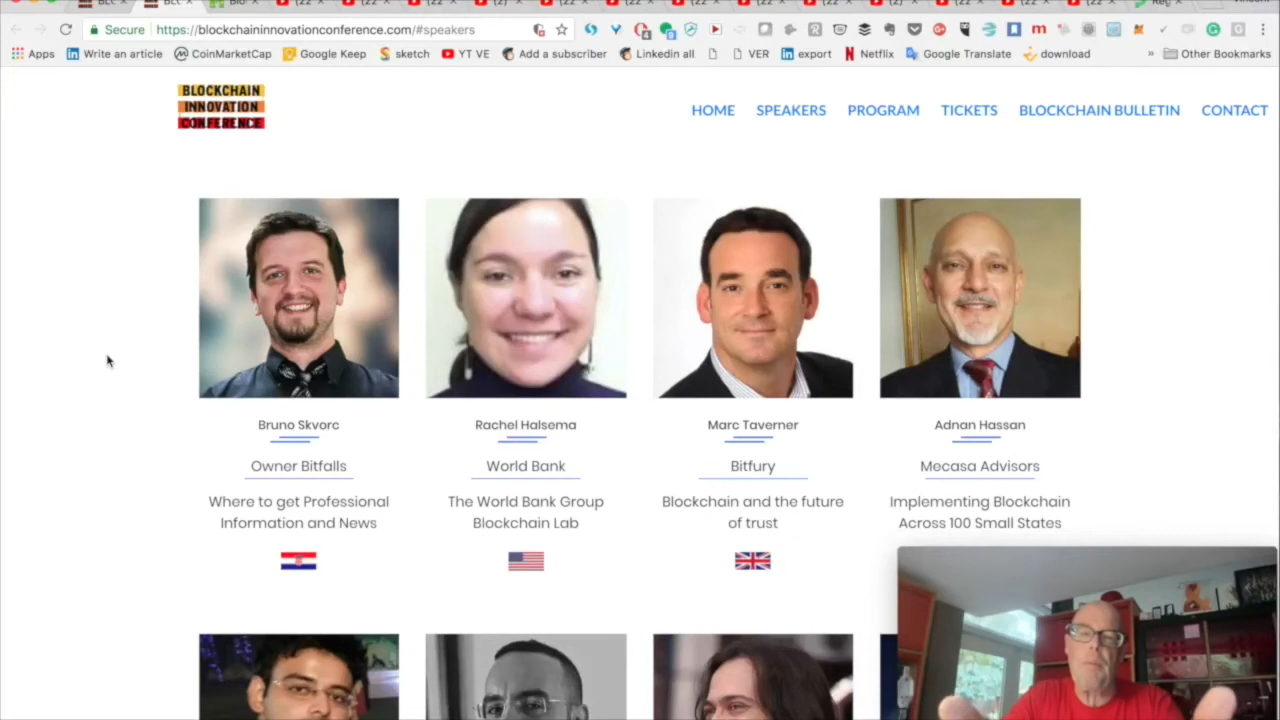 Secure
https://blockchaininnovationconference.com/#speakers
Apps
Write an article
CoinMarketCap
Google Keep
sketch
YT VE
Add a subscriber
Linkedin all
VER
export
Netflix
Google Translate
download
» Other Bookmarks
BLOCKCHAIN
INNOVATION
CONFERENCE
HOME SPEAKERS PROGRAM TICKETS BLOCKCHAIN BULLETIN CONTACT
Bruno Skvorc
Owner Bitfalls
Where to get Professional
Information and News
Rachel Halsema
World Bank
The World Bank Group
Blockchain Lab
Marc Taverner
Bitfury
Blockchain and the future
of trust
Adnan Hassan
Mecasa Advisors
Implementing Blockchain
Across 100 Small States